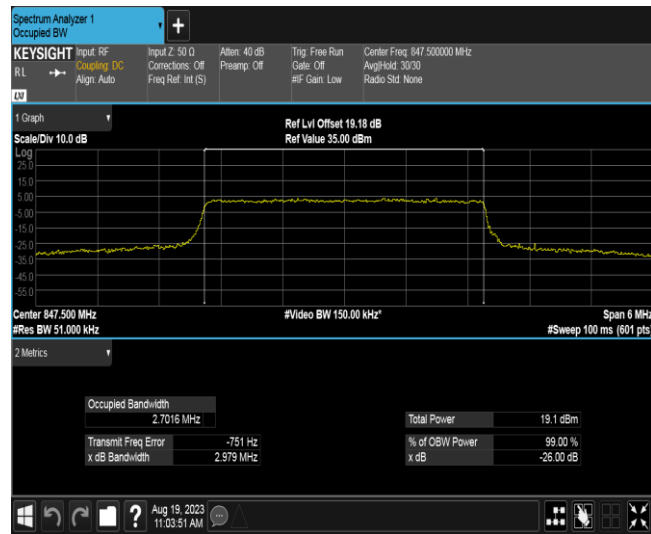 Spectrum Analyzer 1
Occupied BW
+
KEYSIGHT Input: RF Input Z: 50 Ω Atten: 40 dB Trig: Free Run Center Freq: 847.500000 MHz
RL Coupling: DC Corrections: Off Preamp: Off Gate: Off Avg|Hold: 30/30
Align: Auto Freq Ref: Int (S) #IF Gain: Low Radio Std: None
LXI
1 Graph
Ref Lvl Offset 19.18 dB
Scale/Div 10.0 dB Ref Value 35.00 dBm
Log
25.0
15.0
5.00
-5.00
-15.0
-25.0
-35.0
-45.0
-55.0
Center 847.500 MHz #Video BW 150.00 kHz* Span 6 MHz
#Res BW 51.000 kHz #Sweep 100 ms (601 pts)
2 Metrics
Occupied Bandwidth
2.7016 MHz Total Power 19.1 dBm
Transmit Freq Error -751 Hz % of OBW Power 99.00 %
x dB Bandwidth 2.979 MHz x dB -26.00 dB
? Aug 19, 2023
11:03:51 AM